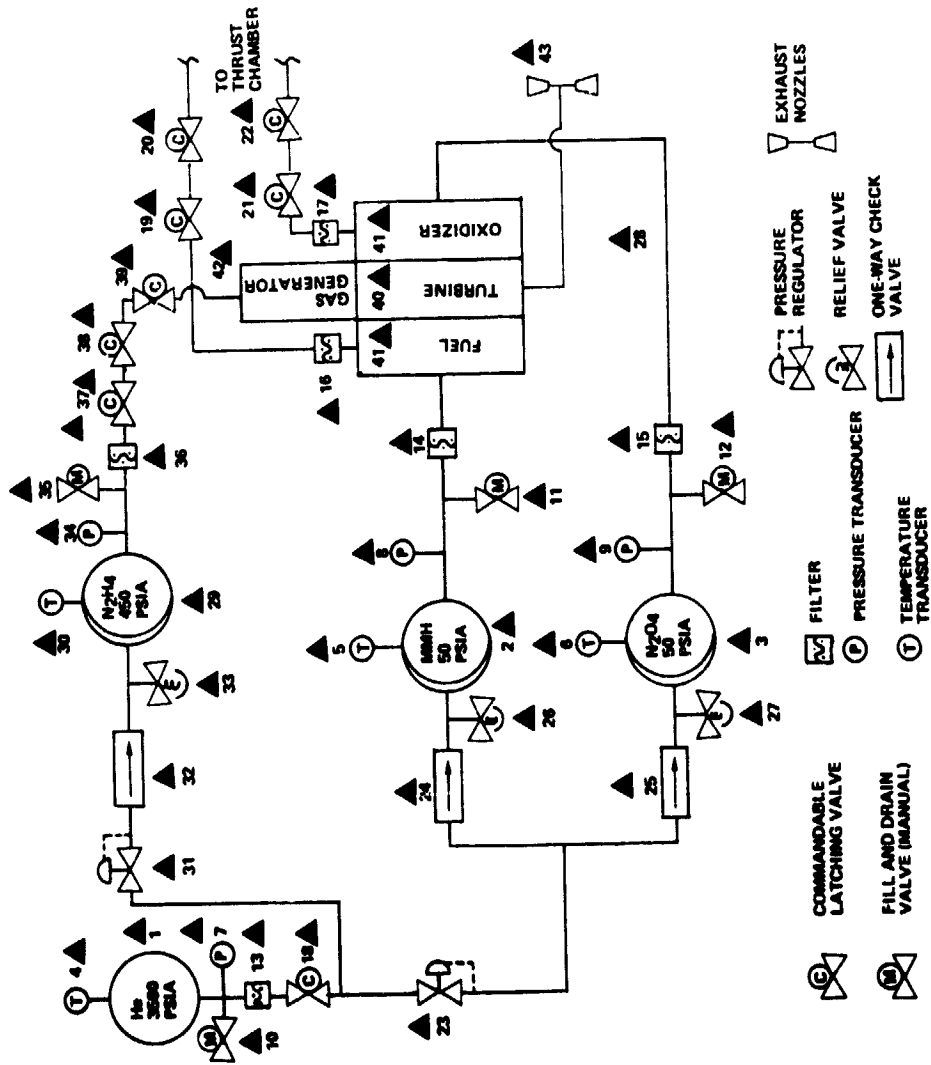 TO
THRUST
CHAMBER
43
20
22
19
21
17
39
42
41
38
GAS
GENERATOR
OXIDIZER
28
40
TURBINE
37
16
41
FUEL
36
14
15
12
35
M
11
34
P
8
9
N2H4
450
PSIA
29
30
T
5
MMH
50
PSIA
2
6
N2O4
50
PSIA
3
33
26
27
32
24
25
31
4
T
He
PSIA
1
7
P
13
18
C
10
M
23
EXHAUST
NOZZLES
PRESSURE
REGULATOR
RELIEF VALVE
ONE-WAY CHECK
VALVE
FILTER
P PRESSURE TRANSDUCER
T TEMPERATURE
TRANSDUCER
C COMMANDABLE
LATCHING VALVE
M FILL AND DRAIN
VALVE (MANUAL)